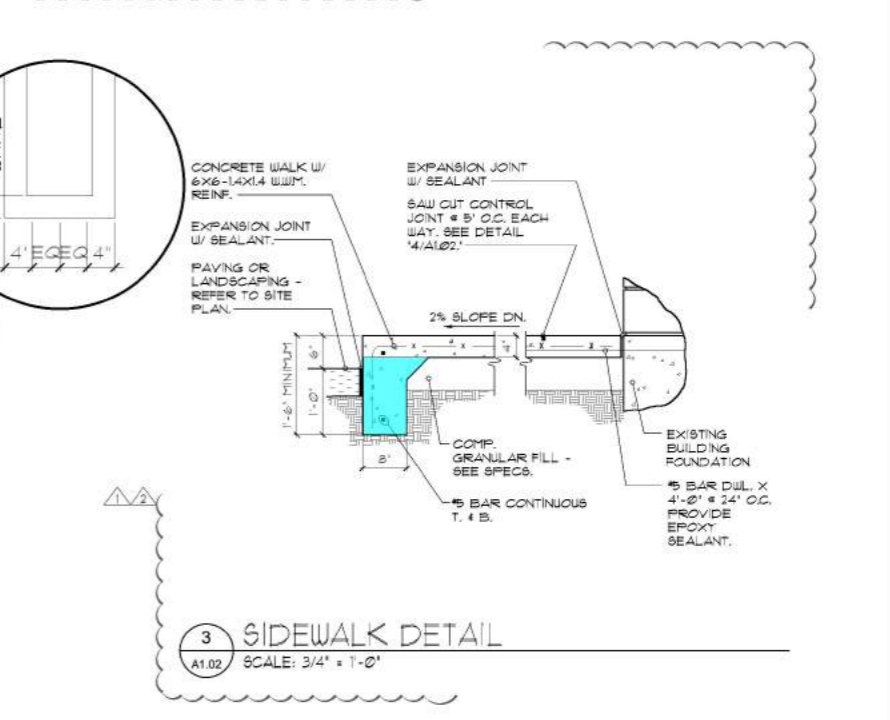 CONCRETE WALK W/
6X6-1.4X1.4 W.W.M.
REINF.
EXPANSION JOINT
W/ SEALANT.
PAVING OR
LANDSCAPING -
REFER TO SITE
PLAN.
EXPANSION JOINT
W/ SEALANT
SAW CUT CONTROL
JOINT @ 5' O.C. EACH
WAY. SEE DETAIL
"4/A1.02."
4" EQ EQ 4"
2% SLOPE DN.
1'-6" MINIMUM
6"
1'-0"
4"
8"
COMP.
GRANULAR FILL -
SEE SPECS.
#5 BAR CONTINUOUS
T. & B.
EXISTING
BUILDING
FOUNDATION
#5 BAR DWL. X
4'-0" @ 24" O.C.
PROVIDE
EPOXY
SEALANT.
1 2
3
A1.02
SIDEWALK DETAIL
SCALE: 3/4" = 1'-0"